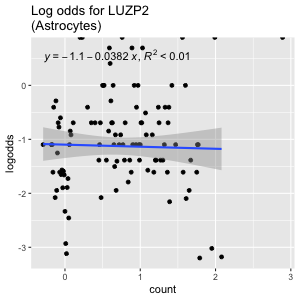 Log odds for LUZP2
(Astrocytes)
y = −1.1 − 0.0382 x, R² < 0.01
0
-1
-2
-3
logodds
0
1
2
3
count